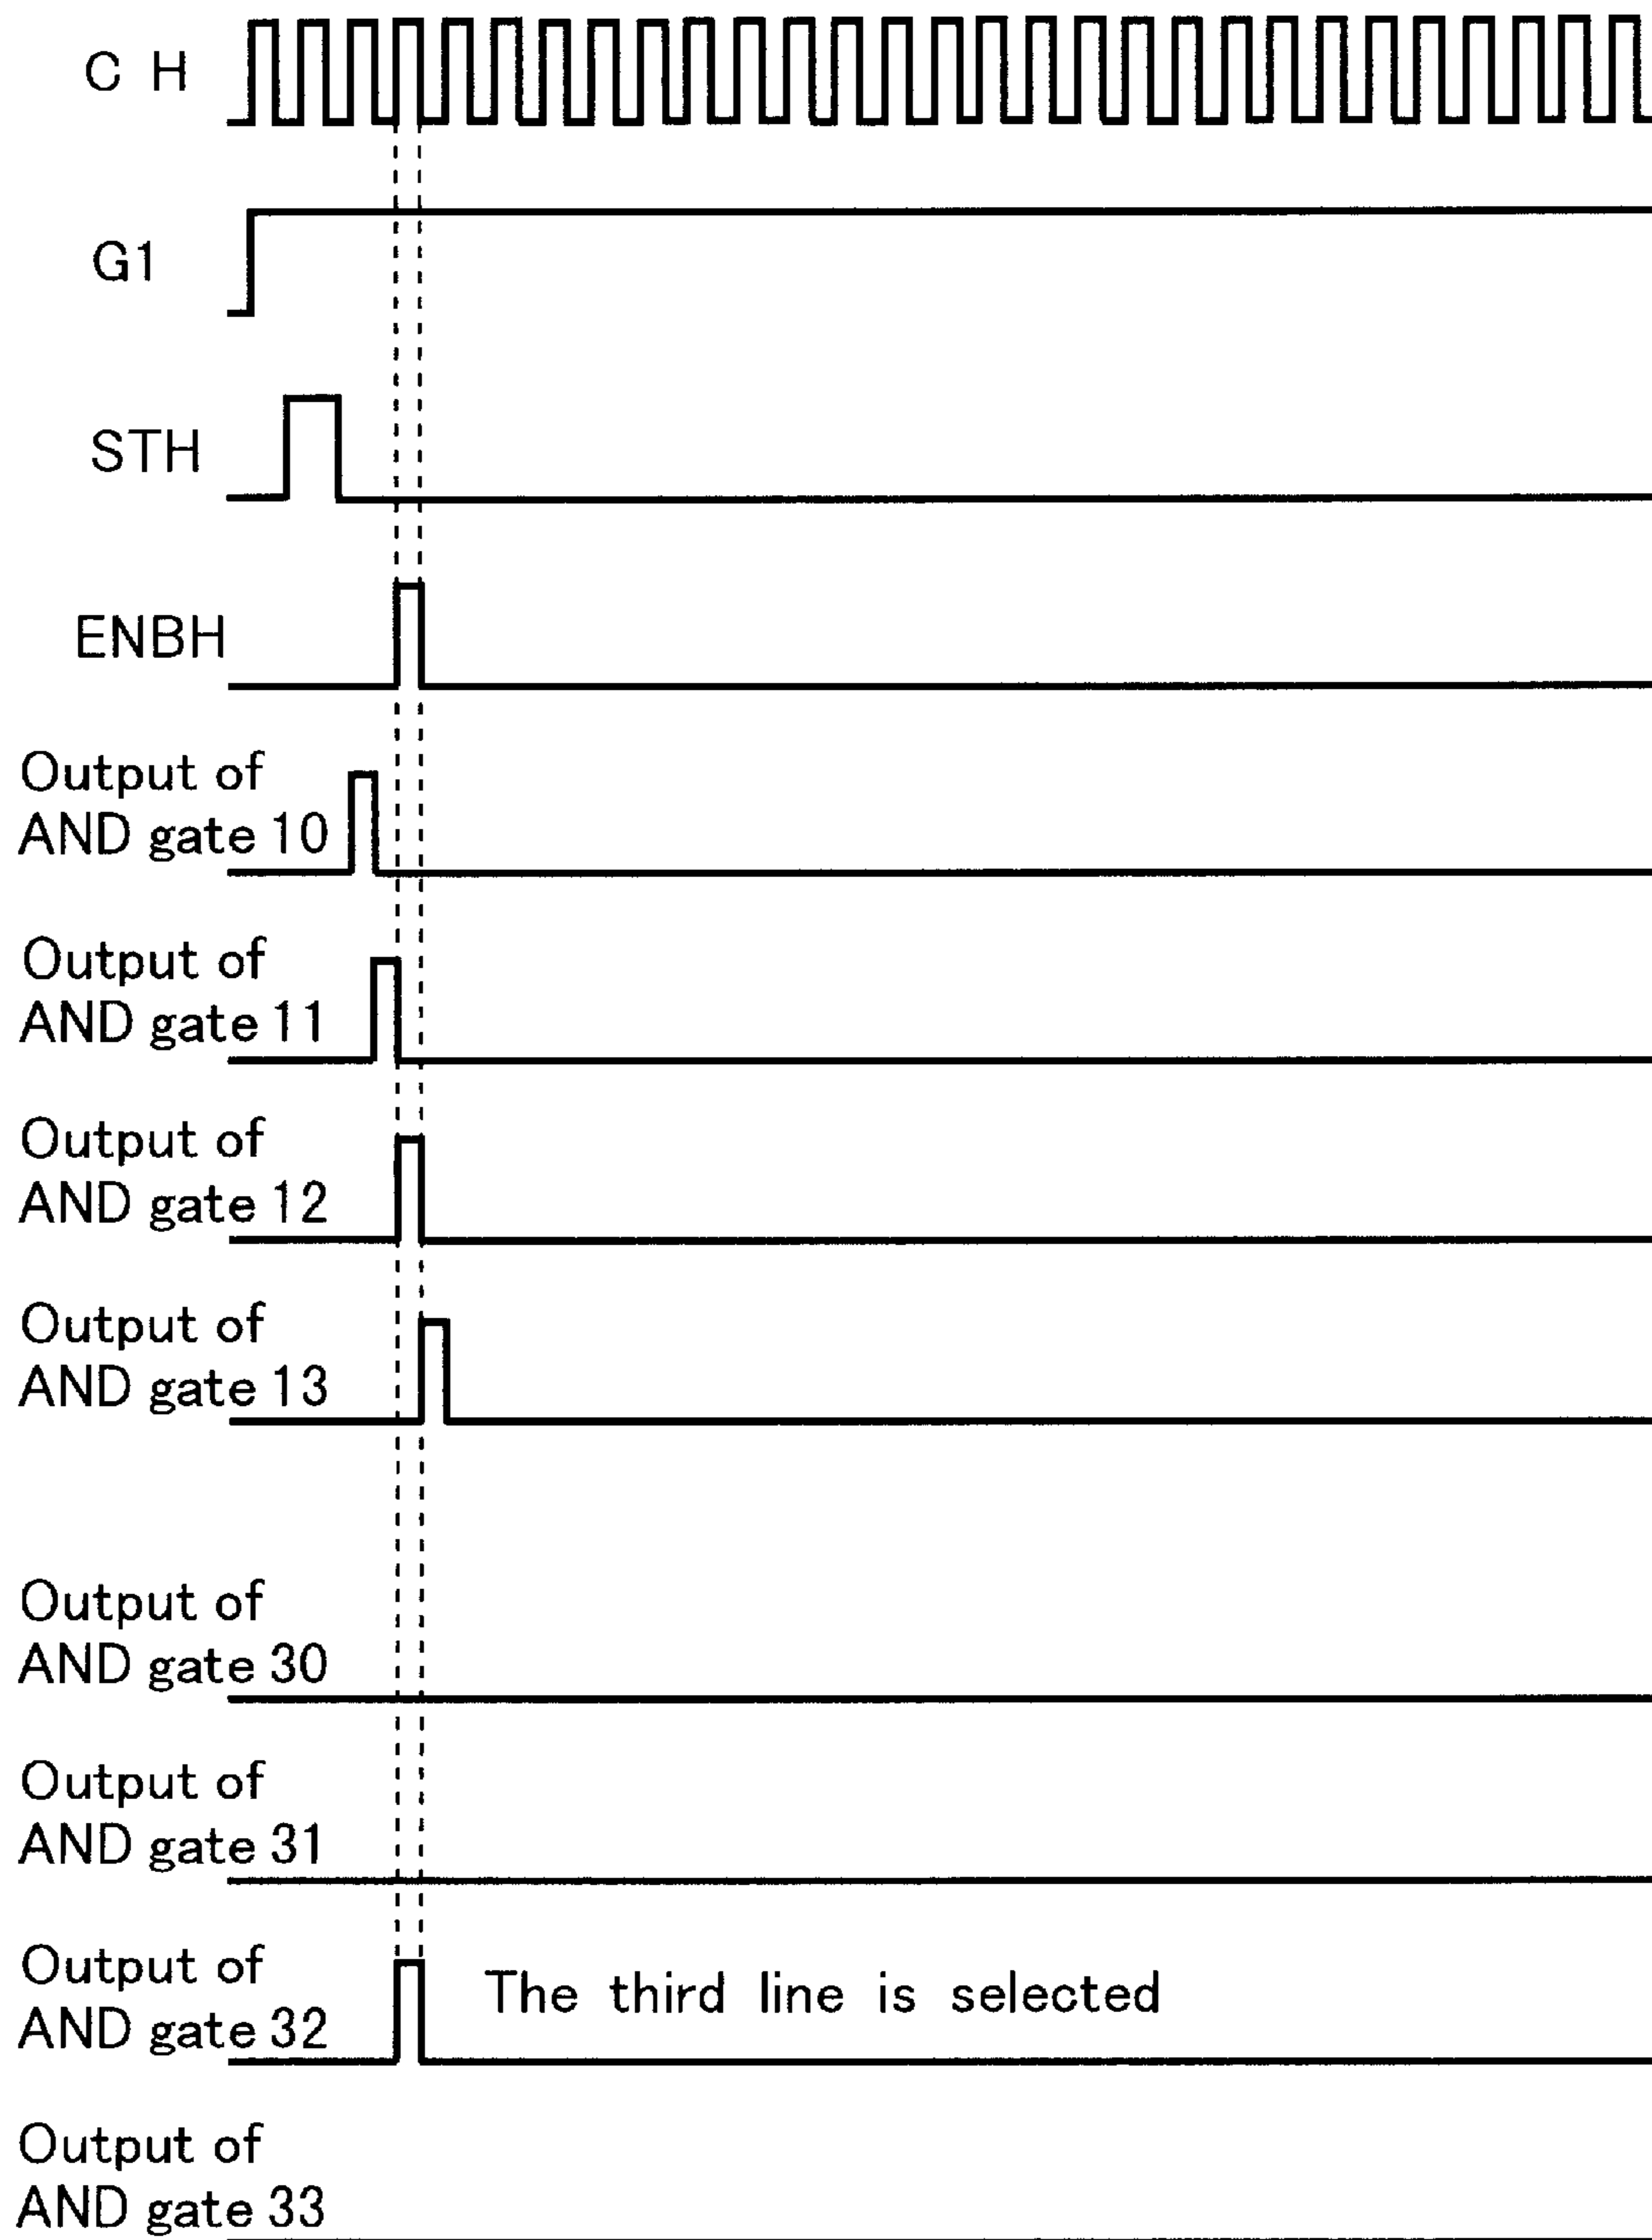 C H
G1
STH
ENBH
Output of
AND gate 10
Output of
AND gate 11
Output of
AND gate 12
Output of
AND gate 13
Output of
AND gate 30
Output of
AND gate 31
Output of
AND gate 32
The third line is selected
Output of
AND gate 33